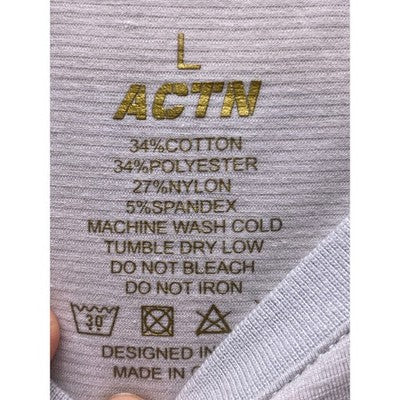 L
ACTN
34%COTTON
34%POLYESTER
27%NYLON
5%SPANDEX
MACHINE WASH COLD
TUMBLE DRY LOW
DO NOT BLEACH
DO NOT IRON
30
DESIGNED IN
MADE IN